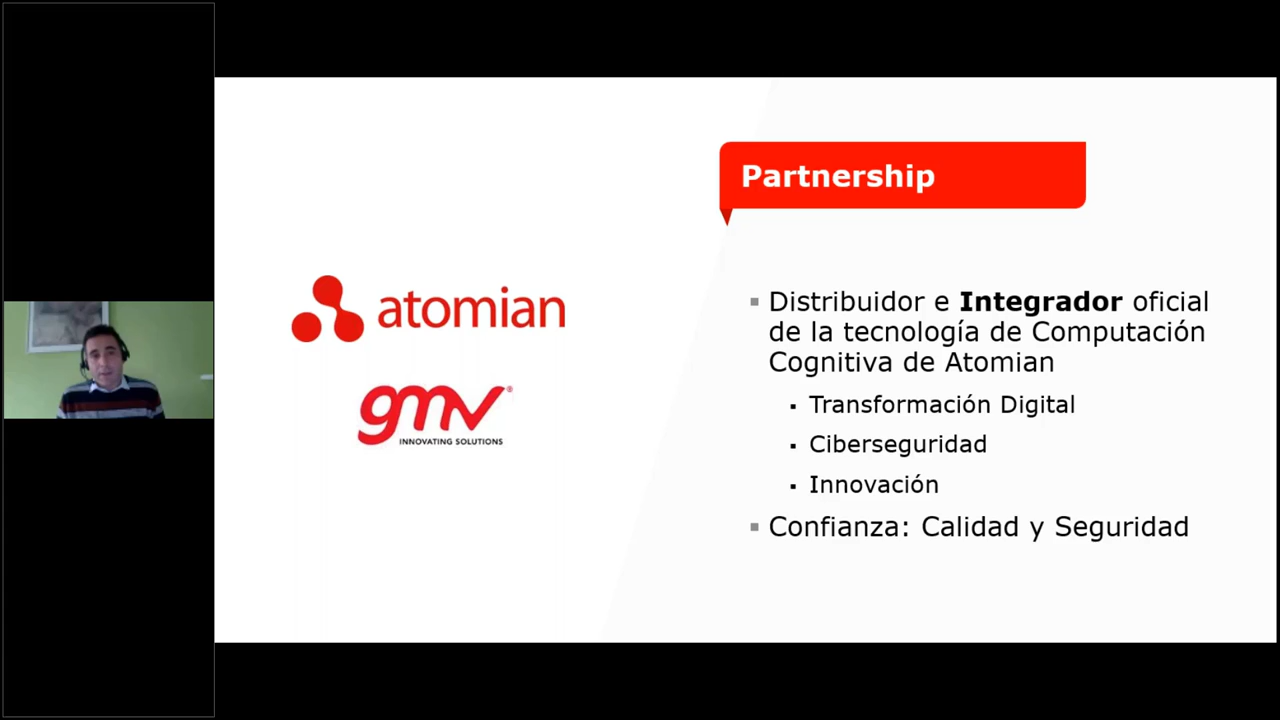 Partnership
atomian
gmv®
INNOVATING SOLUTIONS
▪ Distribuidor e Integrador oficial
de la tecnología de Computación
Cognitiva de Atomian
▪ Transformación Digital
▪ Ciberseguridad
▪ Innovación
▪ Confianza: Calidad y Seguridad